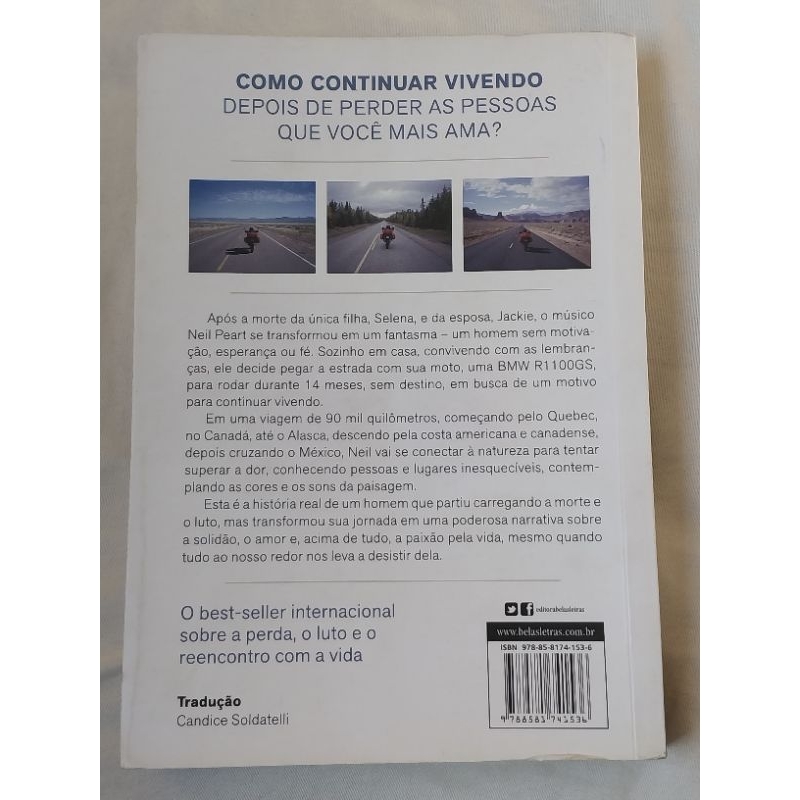 COMO CONTINUAR VIVENDO
DEPOIS DE PERDER AS PESSOAS
QUE VOCÊ MAIS AMA?
Após a morte da única filha, Selena, e da esposa, Jackie, o músico
Neil Peart se transformou em um fantasma – um homem sem motiva-
ção, esperança ou fé. Sozinho em casa, convivendo com as lembran-
ças, ele decide pegar a estrada com sua moto, uma BMW R1100GS,
para rodar durante 14 meses, sem destino, em busca de um motivo
para continuar vivendo.
Em uma viagem de 90 mil quilômetros, começando pelo Quebec,
no Canadá, até o Alasca, descendo pela costa americana e canadense,
depois cruzando o México, Neil vai se conectar à natureza para tentar
superar a dor, conhecendo pessoas e lugares inesquecíveis, contem-
plando as cores e os sons da paisagem.
Esta é a história real de um homem que partiu carregando a morte e
o luto, mas transformou sua jornada em uma poderosa narrativa sobre
a solidão, o amor e, acima de tudo, a paixão pela vida, mesmo quando
tudo ao nosso redor nos leva a desistir dela.
O best-seller internacional
sobre a perda, o luto e o
reencontro com a vida
Tradução
Candice Soldatelli
editorabelasletras
www.belasletras.com.br
ISBN 978-85-8174-153-6
9 788581 741536